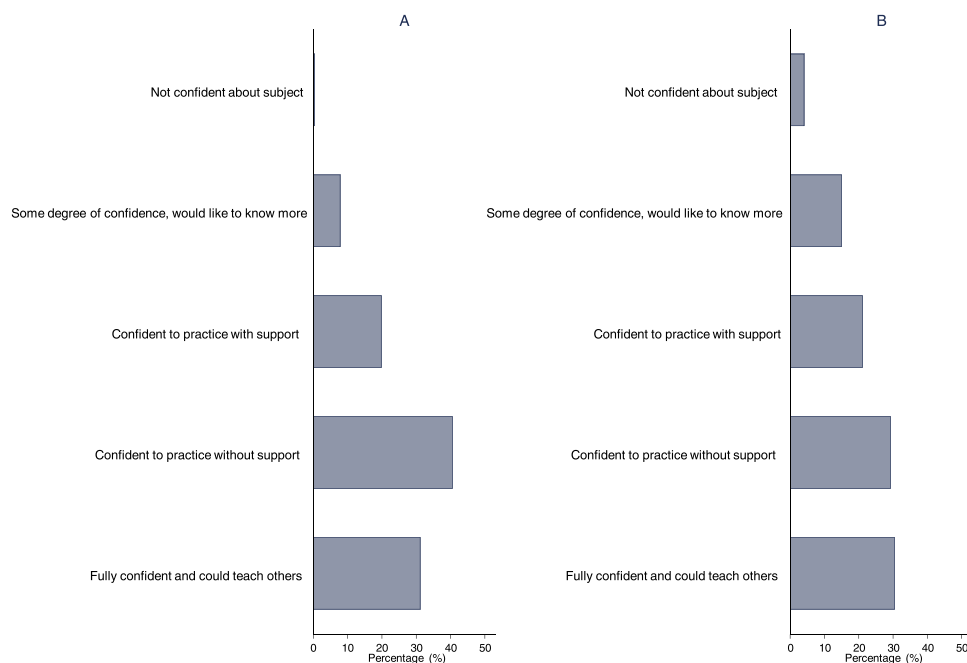 A
Not confident about subject
Some degree of confidence, would like to know more
Confident to practice with support
Confident to practice without support
Fully confident and could teach others
0 10 20 30 40 50
Percentage (%)
B
Not confident about subject
Some degree of confidence, would like to know more
Confident to practice with support
Confident to practice without support
Fully confident and could teach others
0 10 20 30 40 50
Percentage (%)